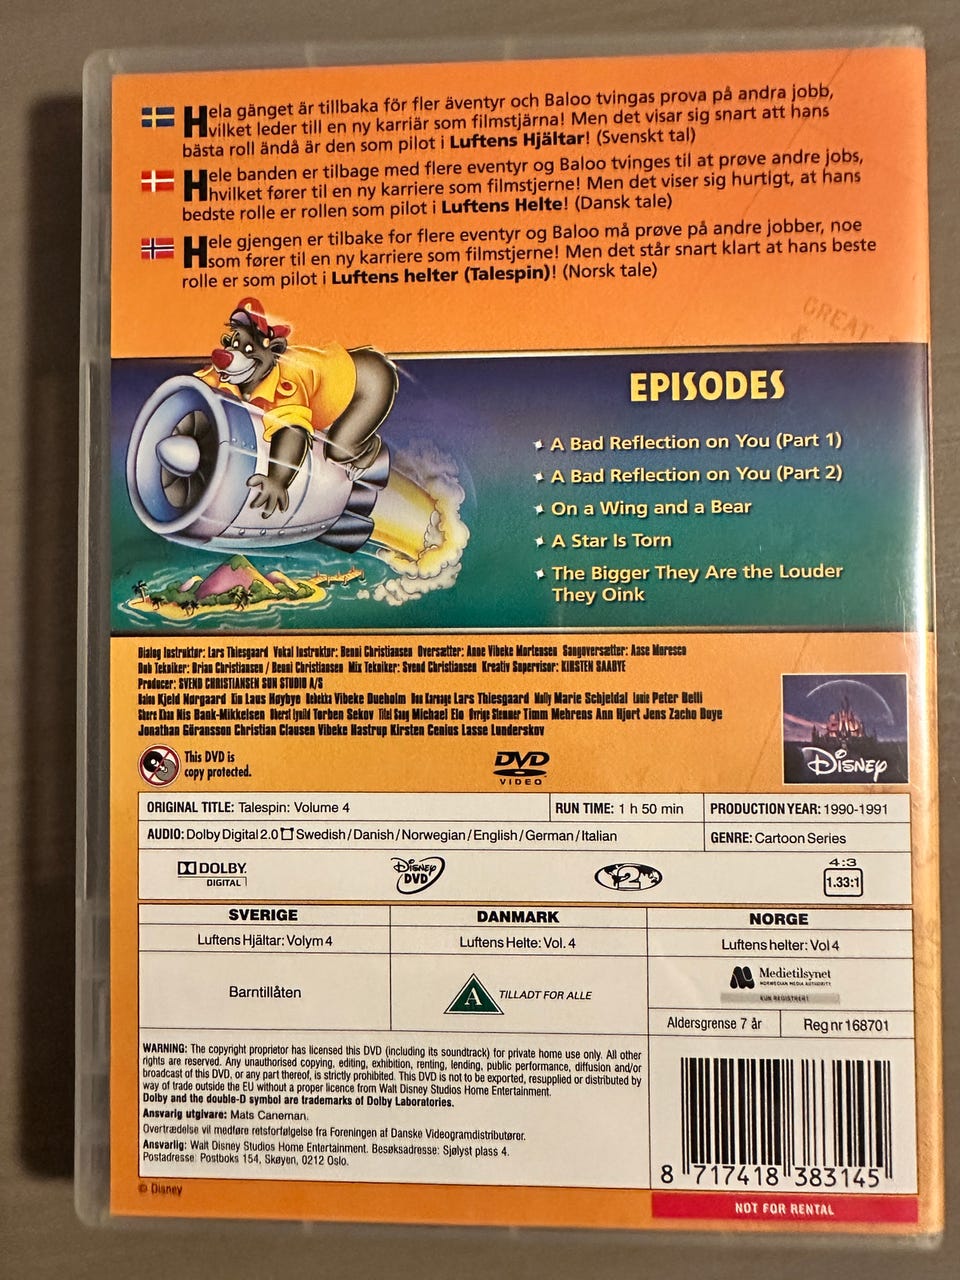 Hela gänget är tillbaka för fler äventyr och Baloo tvingas prova på andra jobb,
vilket leder till en ny karriär som filmstjärna! Men det visar sig snart att hans
bästa roll ändå är den som pilot i Luftens Hjältar! (Svenskt tal)
Hele banden er tilbage med flere eventyr og Baloo tvinges til at prøve andre jobs,
hvilket fører til en ny karriere som filmstjerne! Men det viser sig hurtigt, at hans
bedste rolle er rollen som pilot i Luftens Helte! (Dansk tale)
Hele gjengen er tilbake for flere eventyr og Baloo må prøve på andre jobber, noe
som fører til en ny karriere som filmstjerne! Men det står snart klart at hans beste
rolle er som pilot i Luftens helter (Talespin)! (Norsk tale)
GREAT
EPISODES
A Bad Reflection on You (Part 1)
A Bad Reflection on You (Part 2)
On a Wing and a Bear
A Star Is Torn
The Bigger They Are the Louder
They Oink
Dialog Instruktør: Lars Thiesgaard Vokal Instruktør: Benni Christiansen Oversætter: Anne Vibeke Mortensen Sangoversætter: Aase Moresco
Dub Tekniker: Brian Christiansen / Benni Christiansen Mix Tekniker: Svend Christiansen Kreativ Supervisor: KIRSTEN SAABYE
Producer: SVEND CHRISTIANSEN SUN STUDIO A/S
Baloo Kjeld Nørgaard Kin Laus Høybye Rebekka Vibeke Dueholm Don Karnage Lars Thiesgaard Molly Marie Schjeldal Louie Peter Belli
Shere Khan Nis Bank-Mikkelsen Oberst Torben Sekov Titel Sang Michael Elo Øvrige Stemmer Timm Mehrens Ann Hjort Jens Zacho Boye
Jonathan Göransson Christian Clausen Vibeke Hastrup Kirsten Cenius Lasse Lunderskov
This DVD is
copy protected.
DVD
VIDEO
Disney
ORIGINAL TITLE: Talespin: Volume 4
RUN TIME: 1 h 50 min
PRODUCTION YEAR: 1990-1991
AUDIO: Dolby Digital 2.0 Swedish / Danish / Norwegian / English / German / Italian
GENRE: Cartoon Series
DOLBY
DIGITAL
Disney
DVD
2
4:3
1.33:1
SVERIGE
DANMARK
NORGE
Luftens Hjältar: Volym 4
Luftens Helte: Vol. 4
Luftens helter: Vol 4
Barntillåten
A
TILLADT FOR ALLE
Medietilsynet
NORWEGIAN MEDIA AUTHORITY
KUN REGISTRERT
Aldersgrense 7 år
Reg nr 168701
WARNING: The copyright proprietor has licensed this DVD (including its soundtrack) for private home use only. All other
rights are reserved. Any unauthorised copying, editing, exhibition, renting, lending, public performance, diffusion and/or
broadcast of this DVD, or any part thereof, is strictly prohibited. This DVD is not to be exported, resupplied or distributed by
way of trade outside the EU without a proper licence from Walt Disney Studios Home Entertainment.
Dolby and the double-D symbol are trademarks of Dolby Laboratories.
Ansvarig utgivare: Mats Caneman.
Overtrædelse vil medføre retsforfølgelse fra Foreningen af Danske Videogramdistributører.
Ansvarlig: Walt Disney Studios Home Entertainment. Besøksadresse: Sjølyst plass 4.
Postadresse: Postboks 154, Skøyen, 0212 Oslo.
8 717418 383145
© Disney
NOT FOR RENTAL